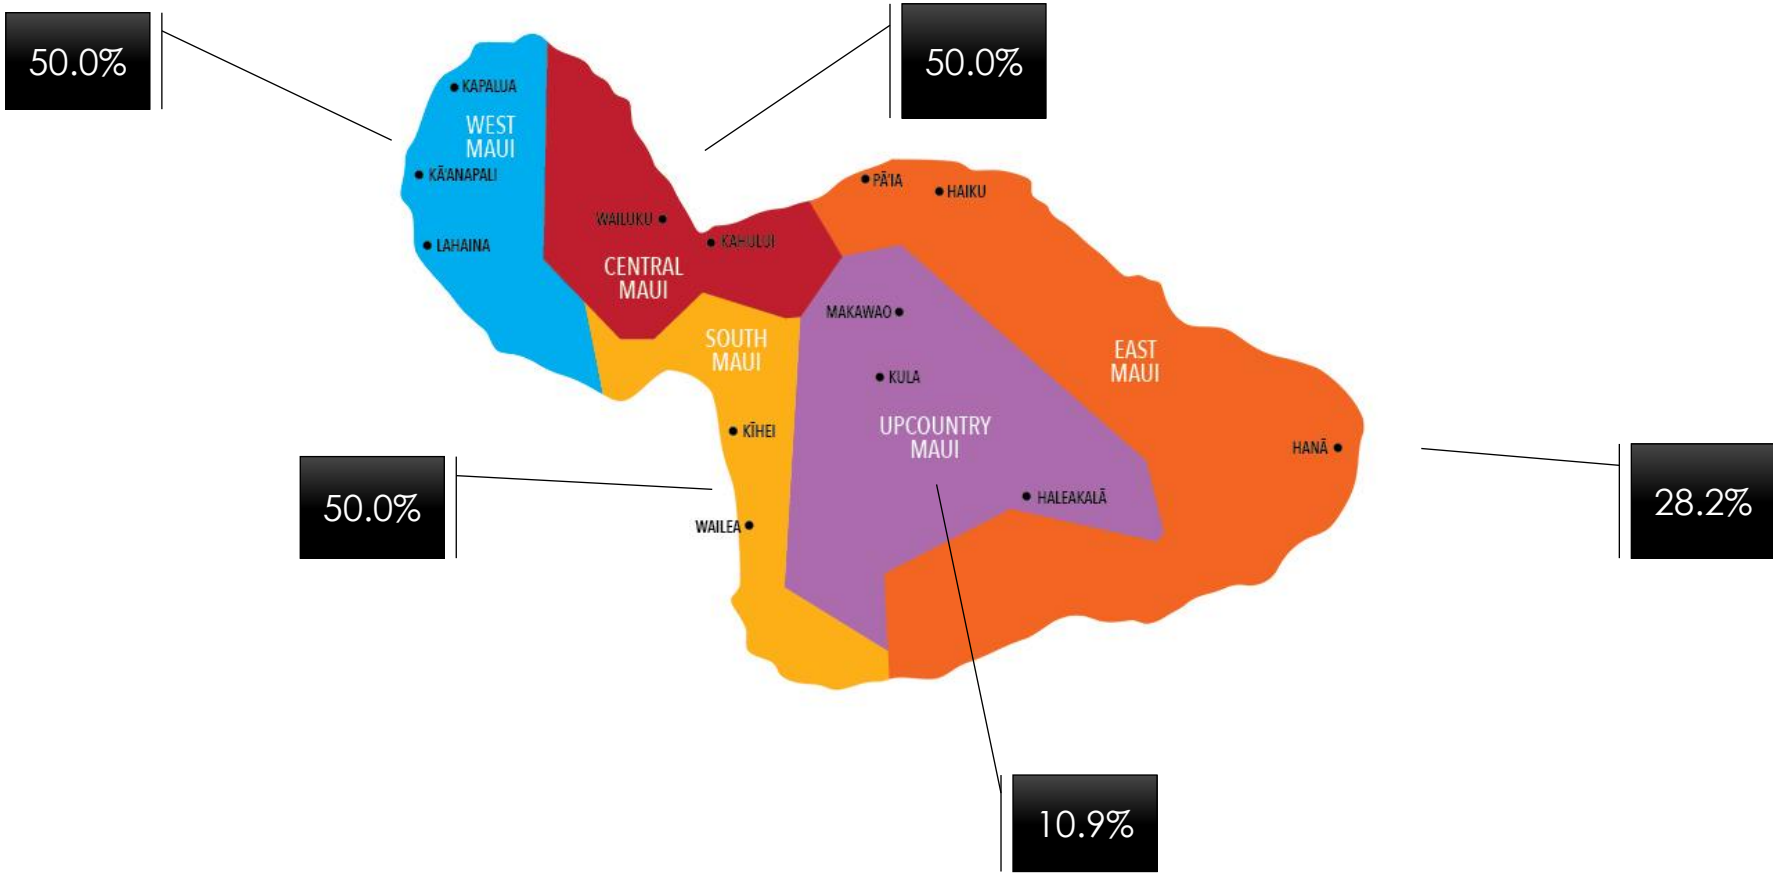 50.0%
50.0%
KAPALUA
WEST
MAUI
KĀ'ANAPALI
PĀ'IA
HAIKU
WAILUKU
LAHAINA
KAHULUI
CENTRAL
MAUI
MAKAWAO
SOUTH
MAUI
EAST
MAUI
KULA
UPCOUNTRY
MAUI
KĪHEI
HANĀ
50.0%
28.2%
HALEAKALĀ
WAILEA
10.9%